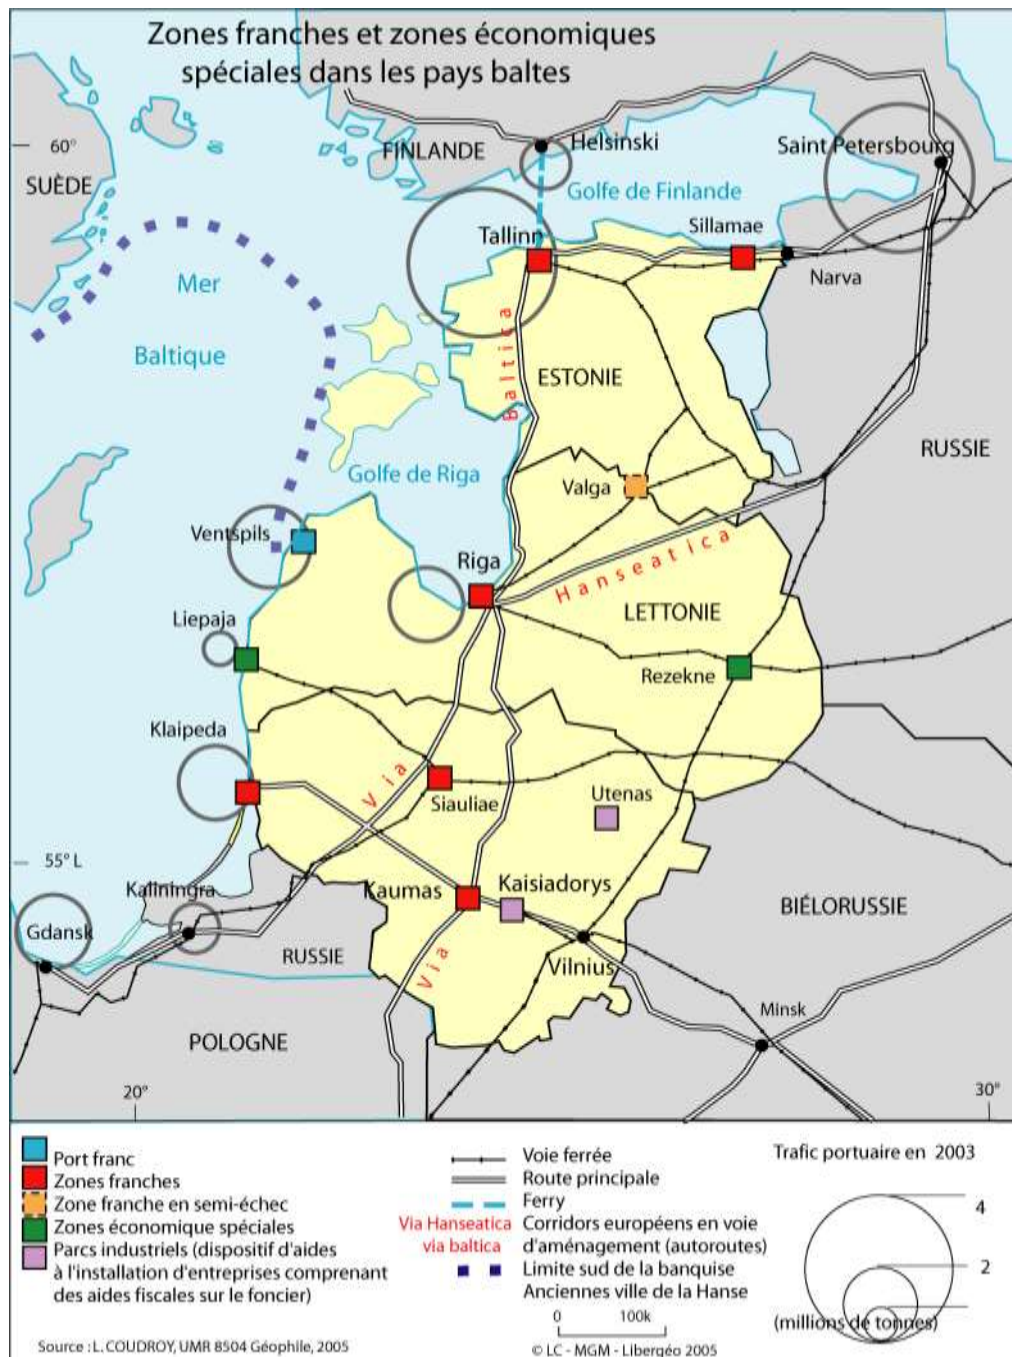 Zones franches et zones économiques
spéciales dans les pays baltes
60°
SUÈDE
FINLANDE
Helsinski
Saint Petersbourg
Golfe de Finlande
Tallinn
Sillamae
Narva
Mer
Baltique
Baltica
ESTONIE
RUSSIE
Golfe de Riga
Valga
Ventspils
Riga
Hanseatica
LETTONIE
Liepaja
Rezekne
Klaipeda
Via
Siauliae
Utenas
55° L
Kaliningra
Kaumas
Kaisiadorys
BIÉLORUSSIE
Gdansk
RUSSIE
Via
Vilnius
Minsk
POLOGNE
20°
30°
Port franc
Zones franches
Zone franche en semi-échec
Zones économique spéciales
Parcs industriels (dispositif d'aides
à l'installation d'entreprises comprenant
des aides fiscales sur le foncier)
Voie ferrée
Route principale
Ferry
Via Hanseatica Corridors européens en voie
via baltica d'aménagement (autoroutes)
Limite sud de la banquise
Anciennes ville de la Hanse
0 100k
Trafic portuaire en 2003
4
2
(millions de tonnes)
Source : L. COUDROY, UMR 8504 Géophile, 2005
© LC - MGM - Libergéo 2005